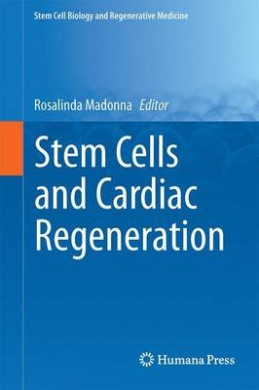 Stem Cell Biology and Regenerative Medicine
Rosalinda Madonna Editor
Stem Cells
and Cardiac
Regeneration
Humana Press